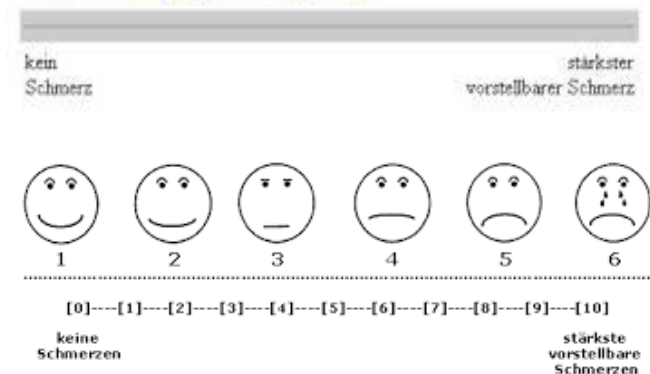 kein stärkster
Schmerz vorstellbarer Schmerz
1 2 3 4 5 6
[0]----[1]----[2]----[3]----[4]----[5]----[6]----[7]----[8]----[9]----[10]
keine stärkste
Schmerzen vorstellbare
Schmerzen